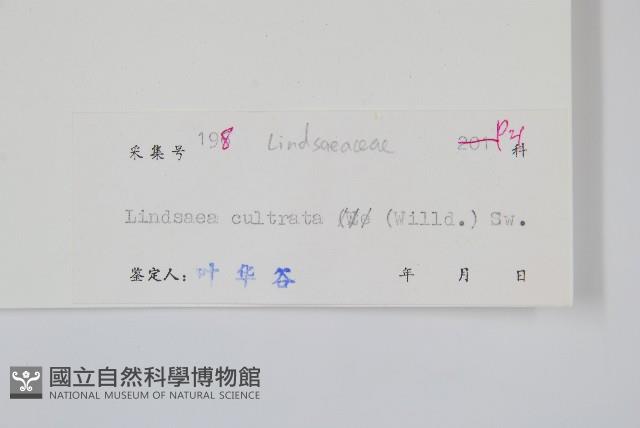 采集号 198 Lindsaeaceae 201 P24 科
Lindsaea cultrata (Willd.) Sw.
鉴定人: 叶华谷 年 月 日
國立自然科學博物館
NATIONAL MUSEUM OF NATURAL SCIENCE